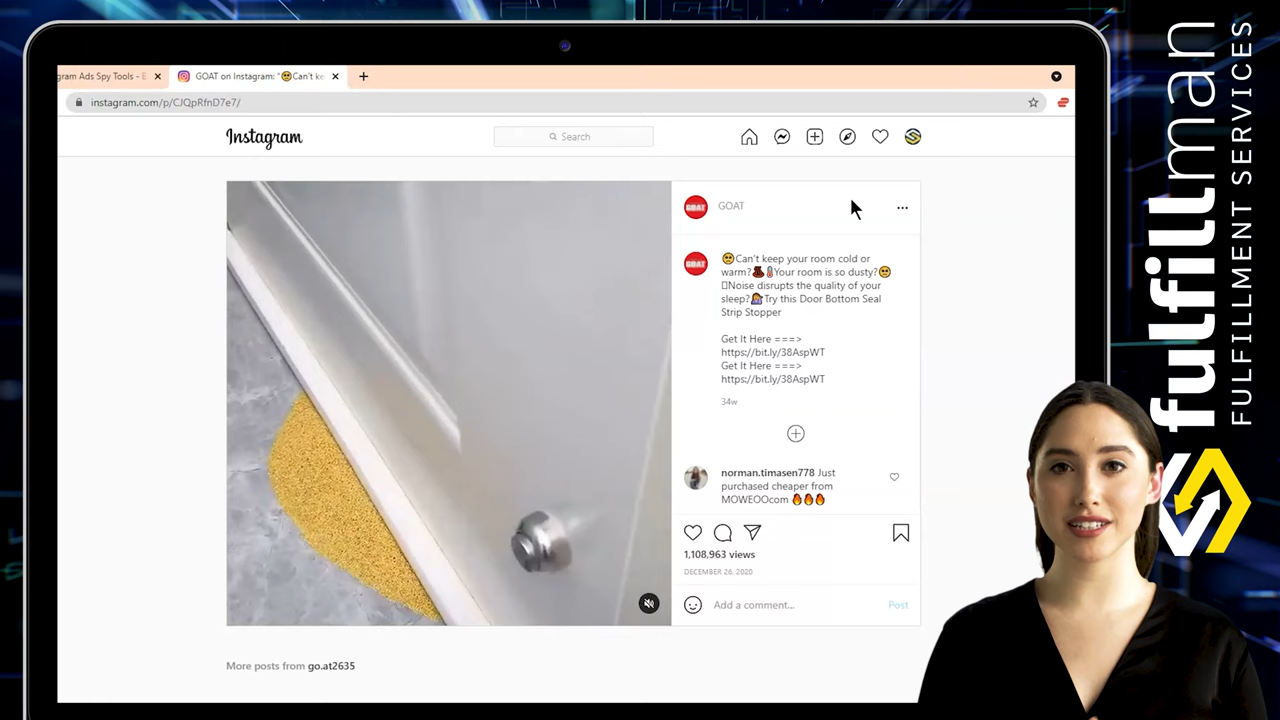 gram Ads Spy Tools - E
GOAT on Instagram: "🥺Can't ke
instagram.com/p/CJQpRfnD7e7/
Instagram
Search
GOAT
GOAT
GOAT
🥺Can't keep your room cold or
warm?🧸🌡Your room is so dusty?🥺
Noise disrupts the quality of your
sleep?🤷Try this Door Bottom Seal
Strip Stopper
Get It Here ===>
https://bit.ly/38AspWT
Get It Here ===>
https://bit.ly/38AspWT
34w
norman.timasen778 Just
purchased cheaper from
MOWEOOcom 🔥🔥🔥
1,108,963 views
DECEMBER 26, 2020
Add a comment...
Post
More posts from go.at2635
fulfillman
FULFILLMENT SERVICES